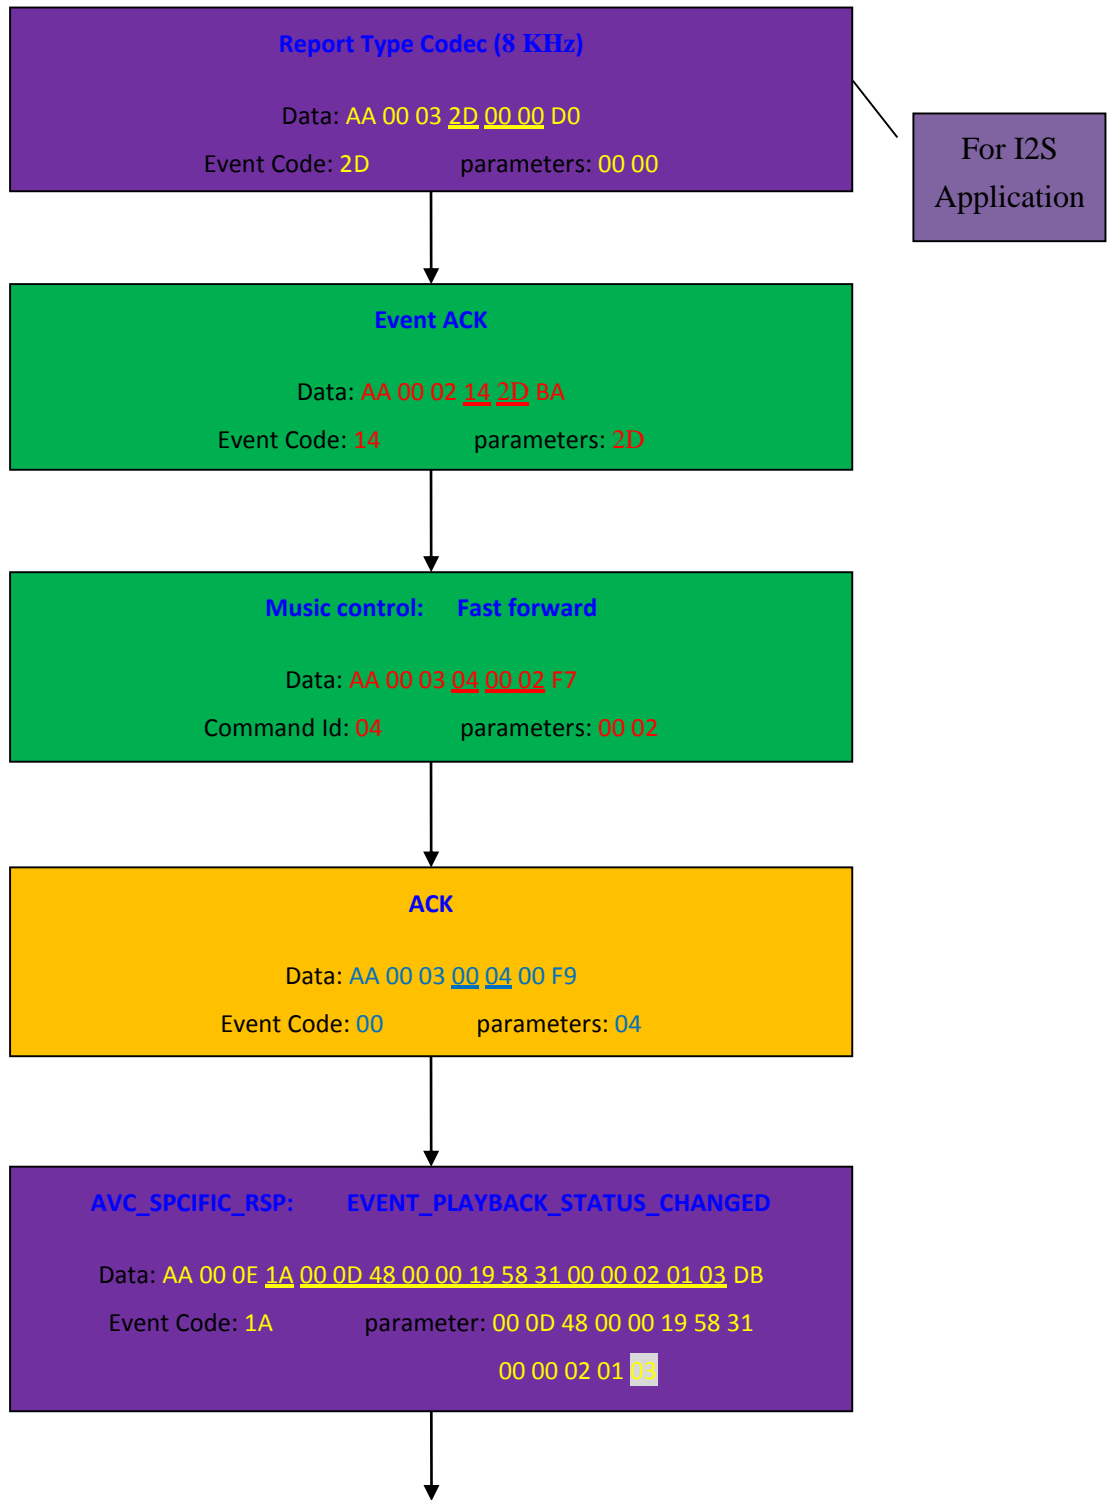 Report Type Codec (8 KHz)
Data: AA 00 03 2D 00 00 D0
Event Code: 2D parameters: 00 00
For I2S
Application
Event ACK
Data: AA 00 02 14 2D BA
Event Code: 14 parameters: 2D
Music control: Fast forward
Data: AA 00 03 04 00 02 F7
Command Id: 04 parameters: 00 02
ACK
Data: AA 00 03 00 04 00 F9
Event Code: 00 parameters: 04
AVC_SPCIFIC_RSP: EVENT_PLAYBACK_STATUS_CHANGED
Data: AA 00 0E 1A 00 0D 48 00 00 19 58 31 00 00 02 01 03 DB
Event Code: 1A parameter: 00 0D 48 00 00 19 58 31
00 00 02 01 03